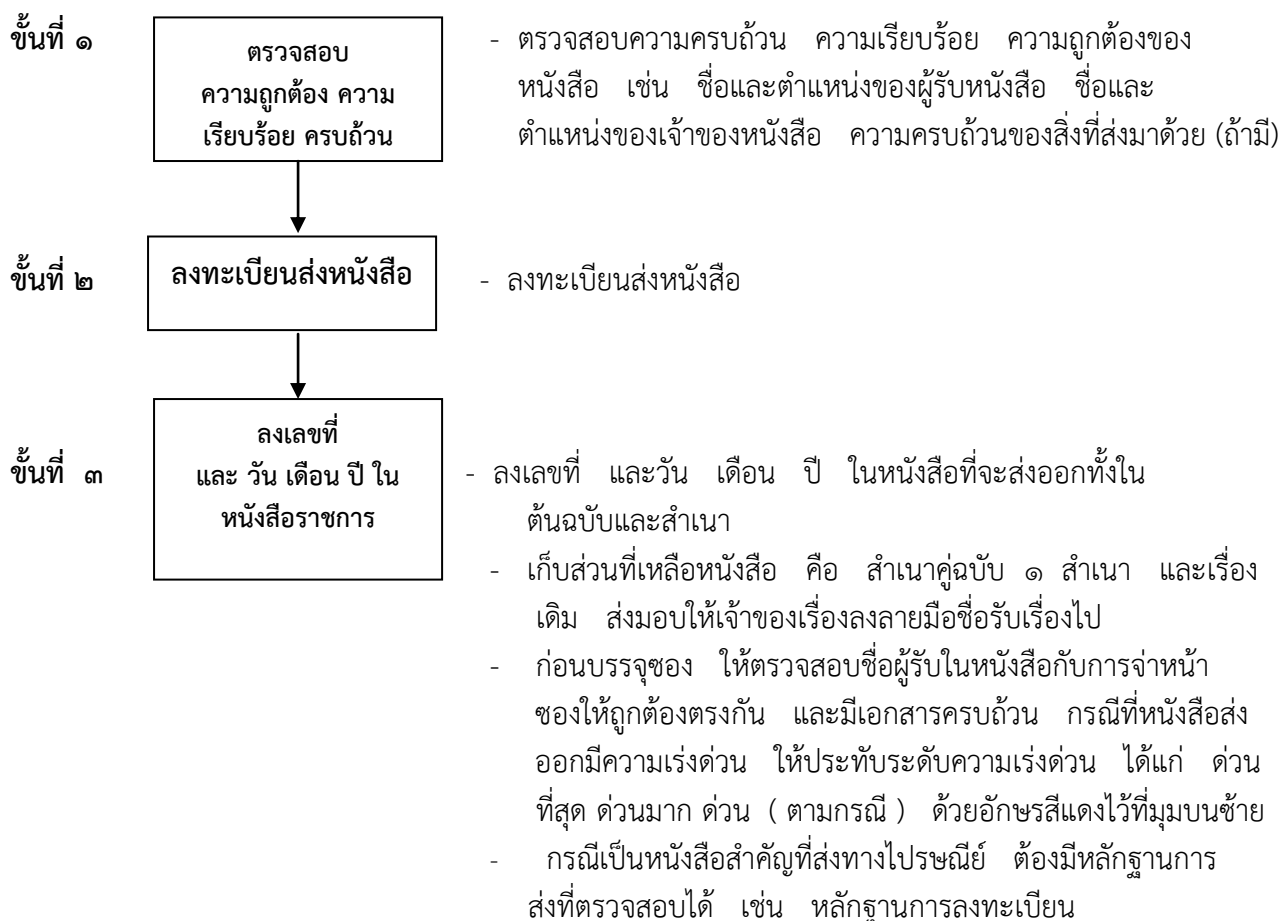 ขั้นที่ ๑
ตรวจสอบ
ความถูกต้อง ความ
เรียบร้อย ครบถ้วน
- ตรวจสอบความครบถ้วน ความเรียบร้อย ความถูกต้องของ
หนังสือ เช่น ชื่อและตำแหน่งของผู้รับหนังสือ ชื่อและ
ตำแหน่งของเจ้าของหนังสือ ความครบถ้วนของสิ่งที่ส่งมาด้วย (ถ้ามี)
ขั้นที่ ๒
ลงทะเบียนส่งหนังสือ
- ลงทะเบียนส่งหนังสือ
ขั้นที่ ๓
ลงเลขที่
และ วัน เดือน ปี ใน
หนังสือราชการ
- ลงเลขที่ และวัน เดือน ปี ในหนังสือที่จะส่งออกทั้งใน
ต้นฉบับและสำเนา
- เก็บส่วนที่เหลือหนังสือ คือ สำเนาคู่ฉบับ ๑ สำเนา และเรื่อง
เดิม ส่งมอบให้เจ้าของเรื่องลงลายมือชื่อรับเรื่องไป
- ก่อนบรรจุซอง ให้ตรวจสอบชื่อผู้รับในหนังสือกับการจ่าหน้า
ซองให้ถูกต้องตรงกัน และมีเอกสารครบถ้วน กรณีที่หนังสือส่ง
ออกมีความเร่งด่วน ให้ประทับระดับความเร่งด่วน ได้แก่ ด่วน
ที่สุด ด่วนมาก ด่วน ( ตามกรณี ) ด้วยอักษรสีแดงไว้ที่มุมบนซ้าย
- กรณีเป็นหนังสือสำคัญที่ส่งทางไปรษณีย์ ต้องมีหลักฐานการ
ส่งที่ตรวจสอบได้ เช่น หลักฐานการลงทะเบียน